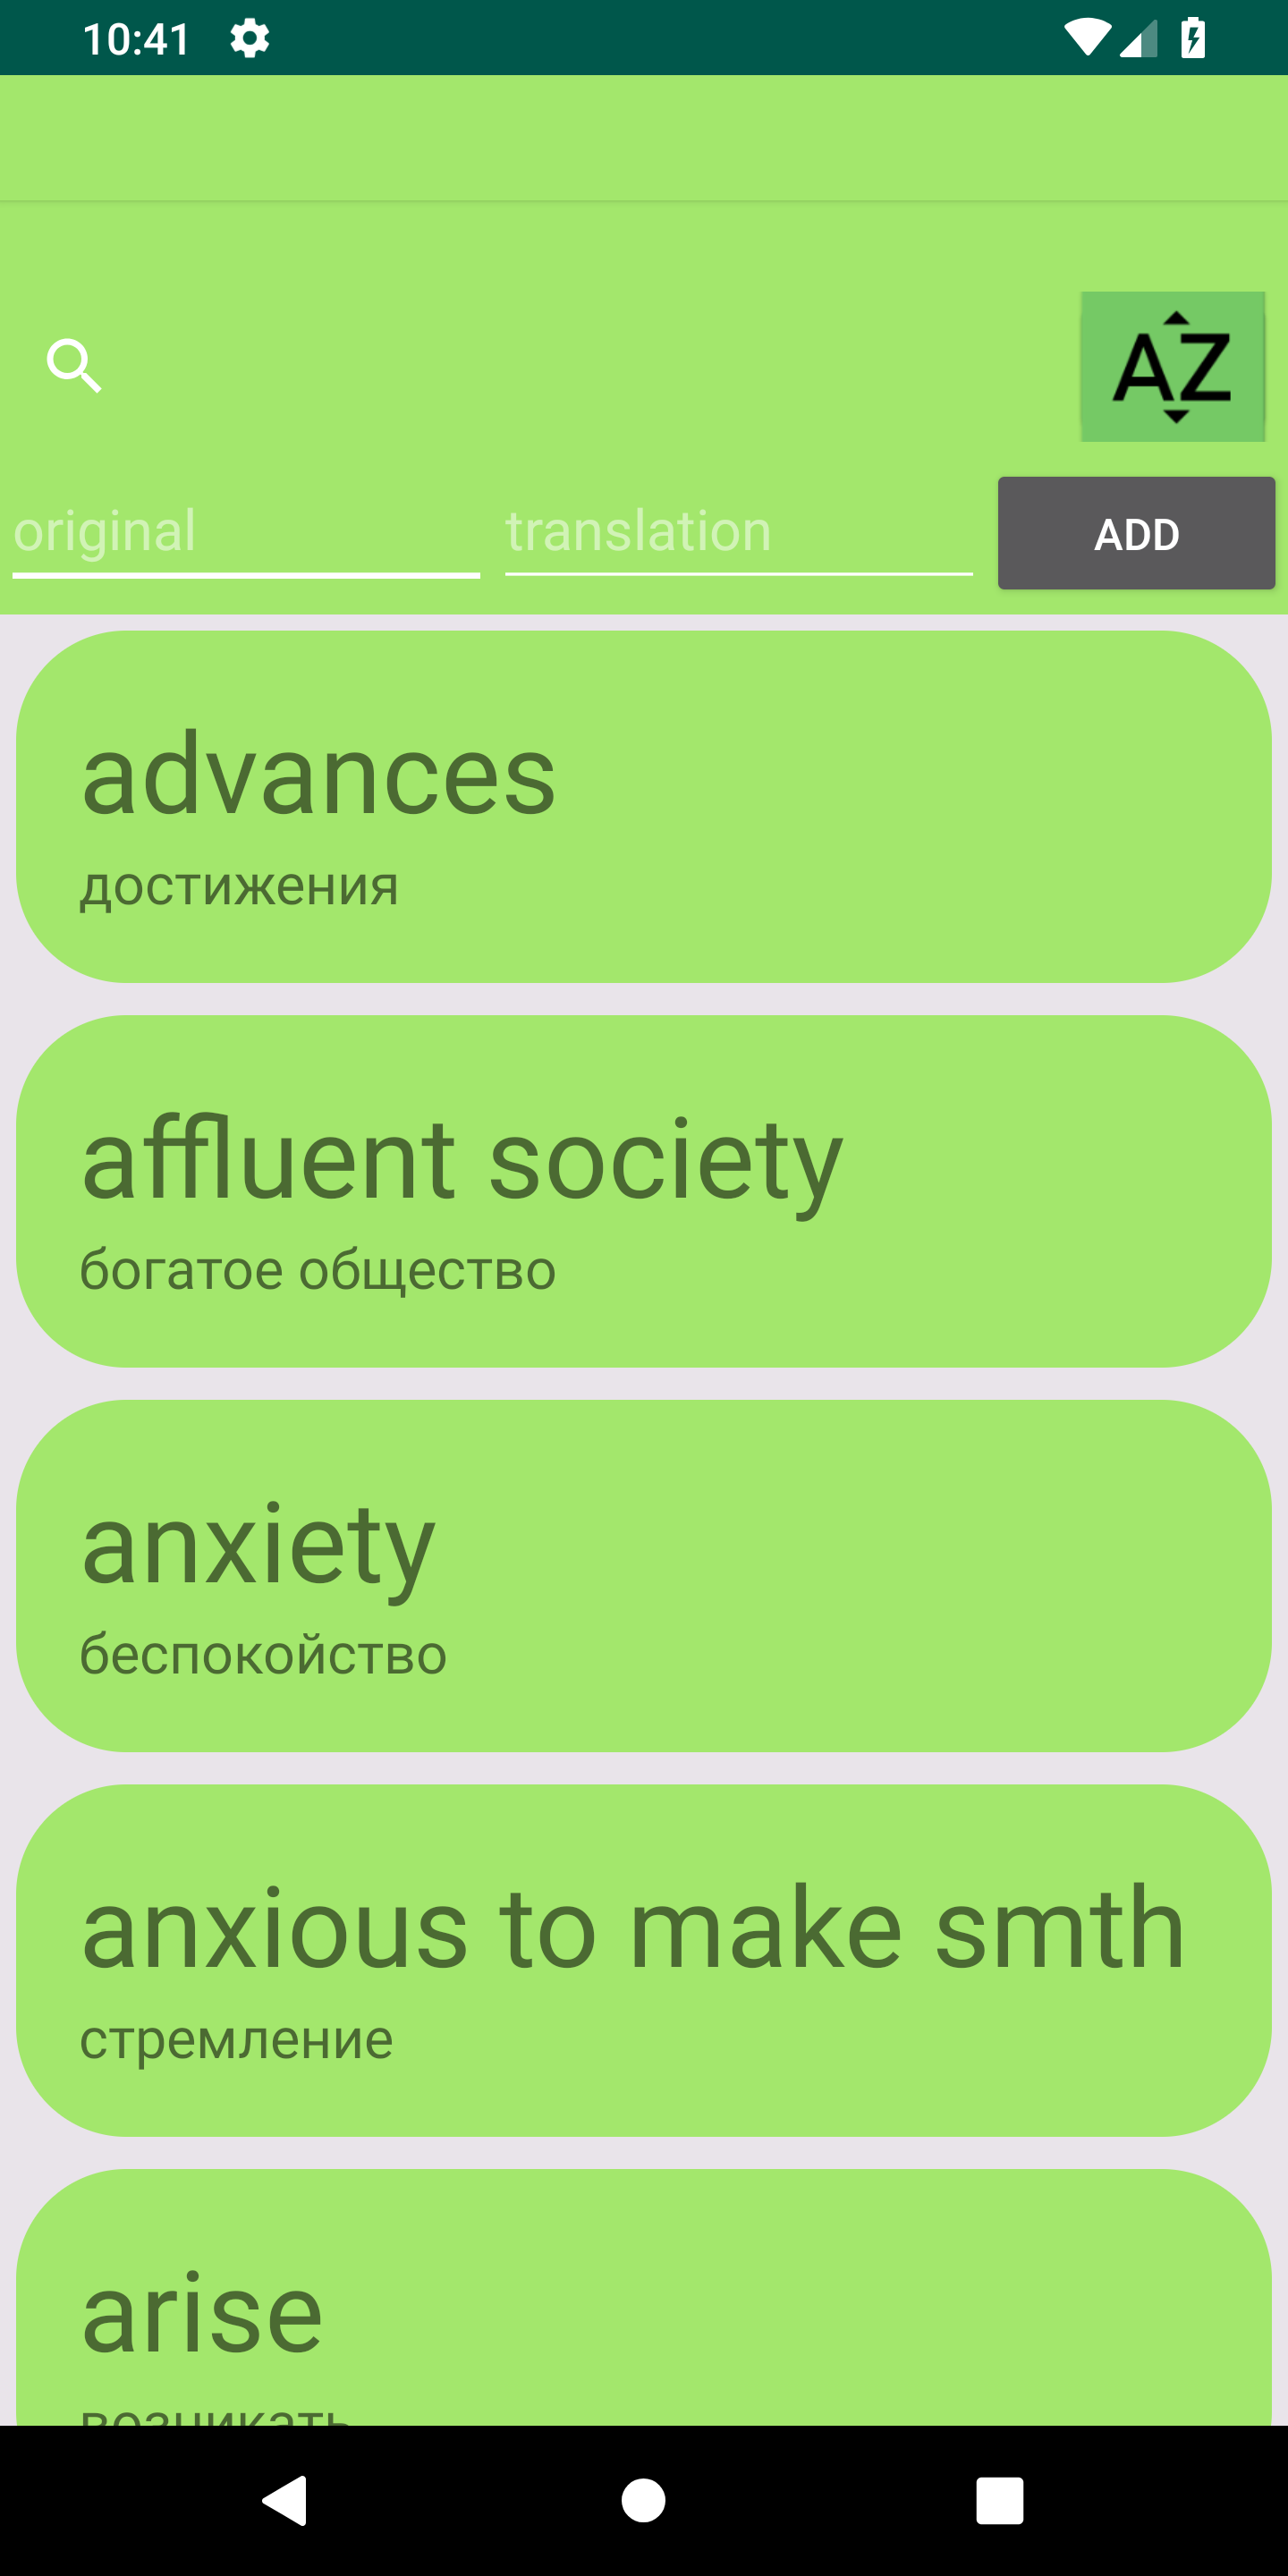 10:41
AZ
original translation ADD
advances
достижения
affluent society
богатое общество
anxiety
беспокойство
anxious to make smth
стремление
arise
возникать